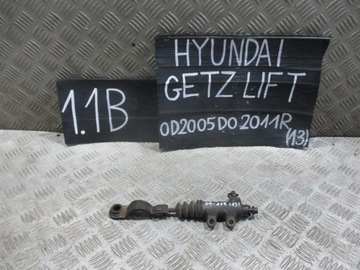 HYUNDAI
GETZ LIFT
OD2005DO2011R
(13)
1.1B